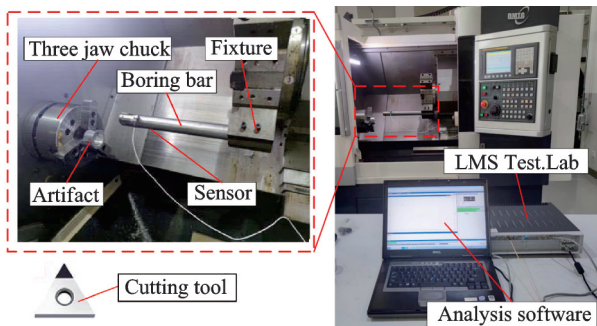 Three jaw chuck
Fixture
Boring bar
Artifact
Sensor
Cutting tool
LMS Test.Lab
Analysis software